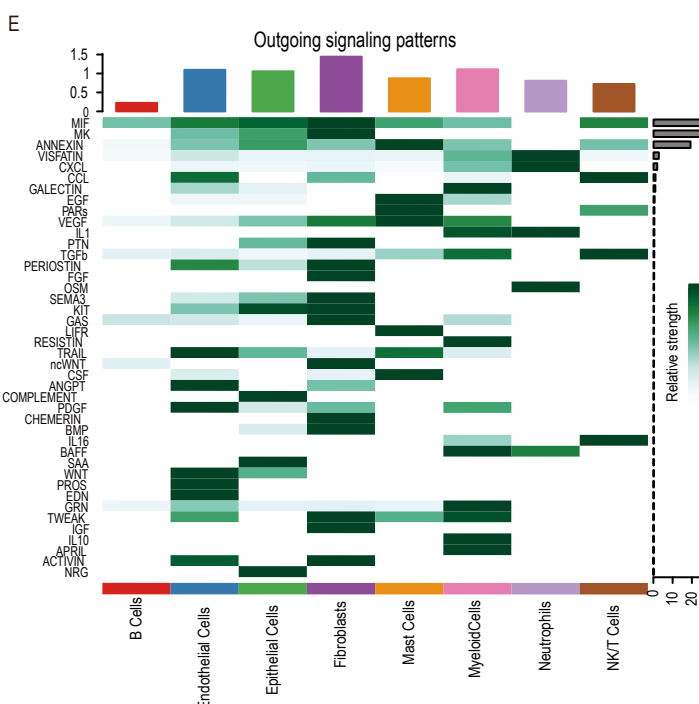 E
Outgoing signaling patterns
1.5
1
0.5
0
MIF
MK
ANNEXIN
VISFATIN
CXCL
CCL
GALECTIN
EGF
PARs
VEGF
IL1
PTN
TGFb
PERIOSTIN
FGF
OSM
SEMA3
KIT
GAS
LIFR
RESISTIN
TRAIL
ncWNT
CSF
ANGPT
COMPLEMENT
PDGF
CHEMERIN
BMP
IL16
BAFF
SAA
WNT
PROS
EDN
GRN
TWEAK
IGF
IL10
APRIL
ACTIVIN
NRG
Relative strength
0
10
20
B Cells
Endothelial Cells
Epithelial Cells
Fibroblasts
Mast Cells
MyeloidCells
Neutrophils
NK/T Cells